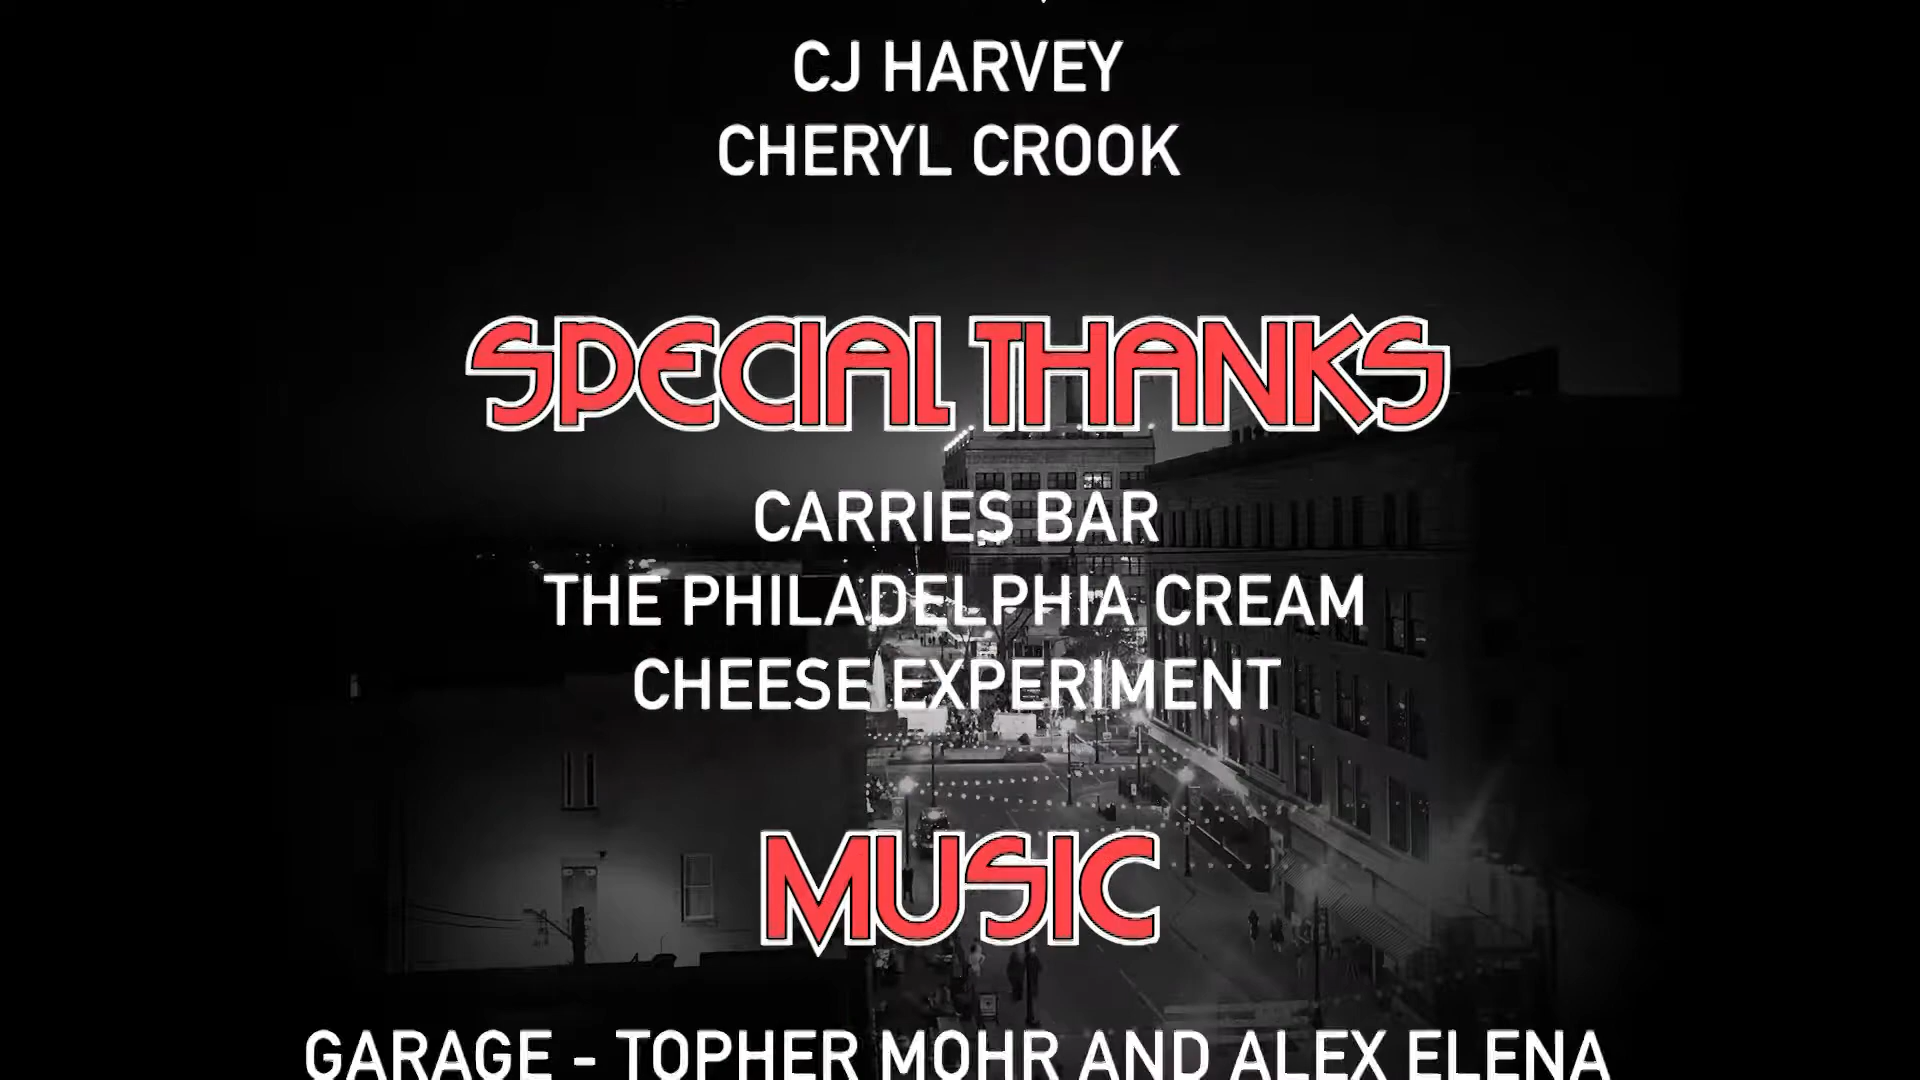 CJ HARVEY
CHERYL CROOK
SPECIAL THANKS
CARRIES BAR
THE PHILADELPHIA CREAM
CHEESE EXPERIMENT
MUSIC
GARAGE - TOPHER MOHR AND ALEX ELENA